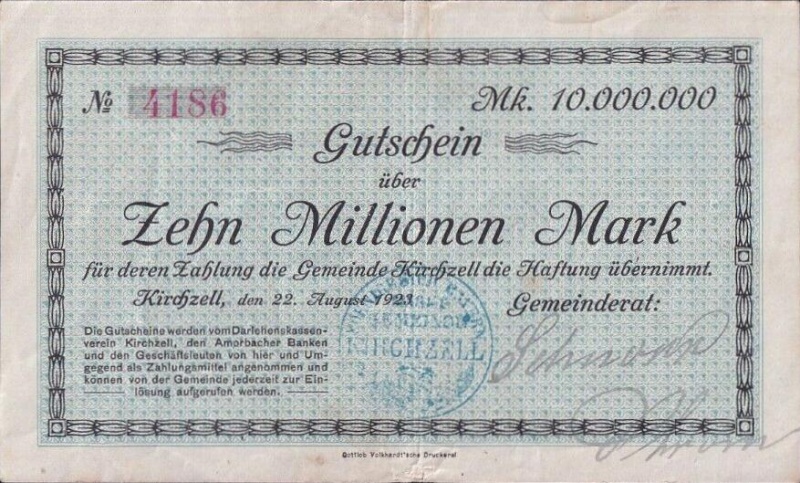 № 4186 Mk. 10.000.000
Gutschein
über
Zehn Millionen Mark
für deren Zahlung die Gemeinde Kirchzell die Haftung übernimmt.
Kirchzell, den 22. August 1923. Gemeinderat:
Die Gutscheine werden vom Darlehenskassen-
verein Kirchzell, den Amorbacher Banken
und den Geschäftsleuten von hier und Um-
gegend als Zahlungsmittel angenommen und
können von der Gemeinde jederzeit zur Ein-
lösung aufgerufen werden.
KIRCHZELL
Gottlieb Volkhardt'sche Druckerei